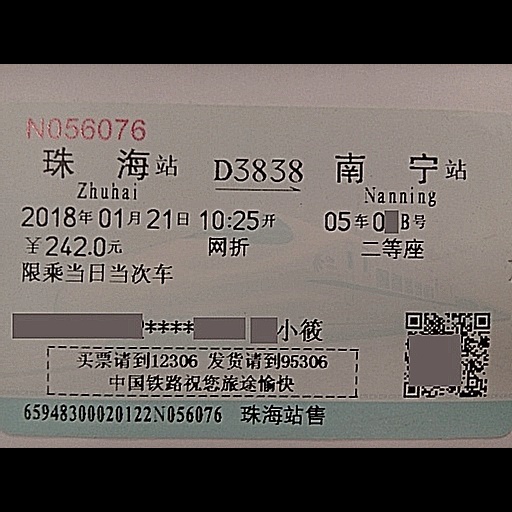 N056076
珠海站 D3838 南宁站
Zhuhai Nanning
2018年01月21日 10:25开 05车0B号
￥242.0元 网折 二等座
限乘当日当次车
****小筱
买票请到12306 发货请到95306
中国铁路祝您旅途愉快
65948300020122N056076 珠海站售